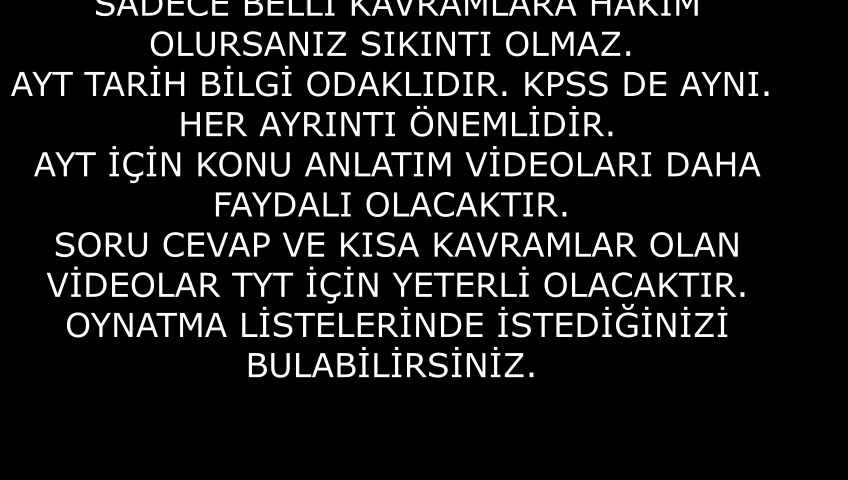 SADECE BELLİ KAVRAMLARA HAKİM
OLURSANIZ SIKINTI OLMAZ.
AYT TARİH BİLGİ ODAKLIDIR. KPSS DE AYNI.
HER AYRINTI ÖNEMLİDİR.
AYT İÇİN KONU ANLATIM VİDEOLARI DAHA
FAYDALI OLACAKTIR.
SORU CEVAP VE KISA KAVRAMLAR OLAN
VİDEOLAR TYT İÇİN YETERLİ OLACAKTIR.
OYNATMA LİSTELERİNDE İSTEDİĞİNİZİ
BULABİLİRSİNİZ.